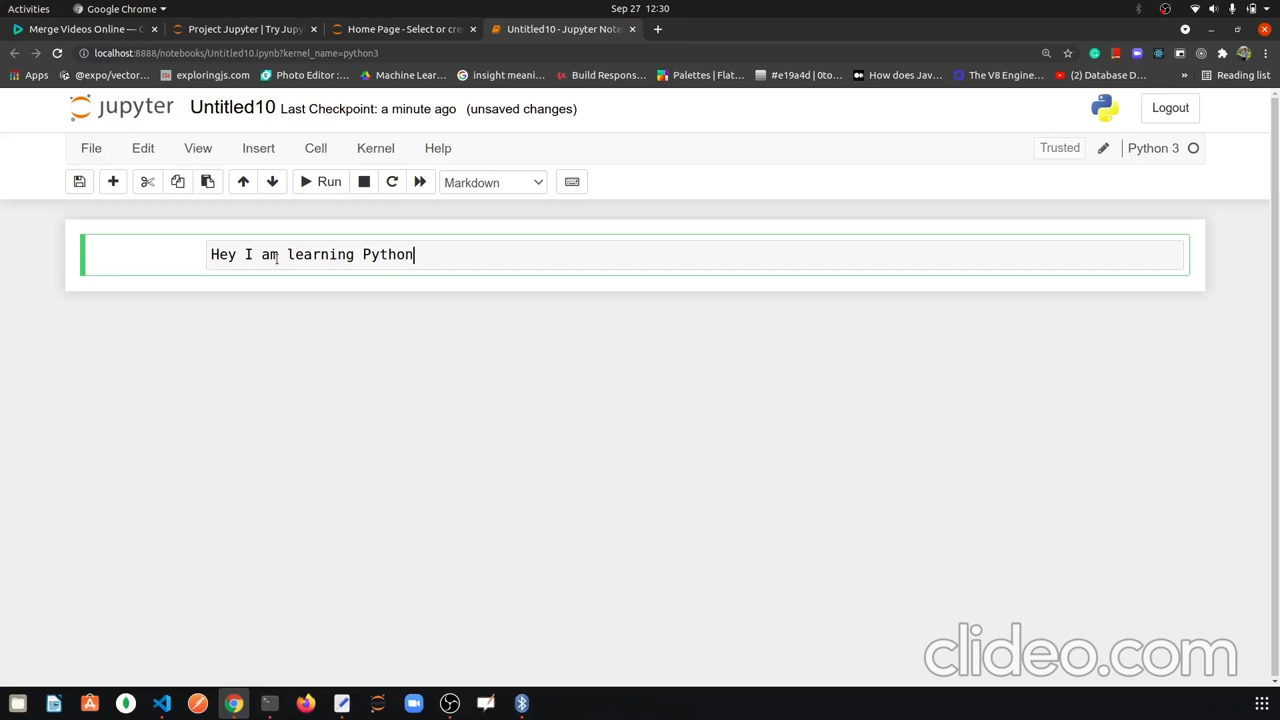 Activities
Google Chrome
Sep 27 12:30
Merge Videos Online — C
Project Jupyter | Try Jupy
Home Page - Select or cre
Untitled10 - Jupyter Note
localhost:8888/notebooks/Untitled10.ipynb?kernel_name=python3
Apps
@expo/vector...
exploringjs.com
Photo Editor :...
Machine Lear...
insight meani...
Build Respons...
Palettes | Flat...
#e19a4d | 0to...
How does Jav...
The V8 Engine...
(2) Database D...
»
Reading list
jupyter
Untitled10
Last Checkpoint: a minute ago
(unsaved changes)
Logout
File
Edit
View
Insert
Cell
Kernel
Help
Trusted
Python 3
Run
Markdown
Hey I am learning Python
clideo.com